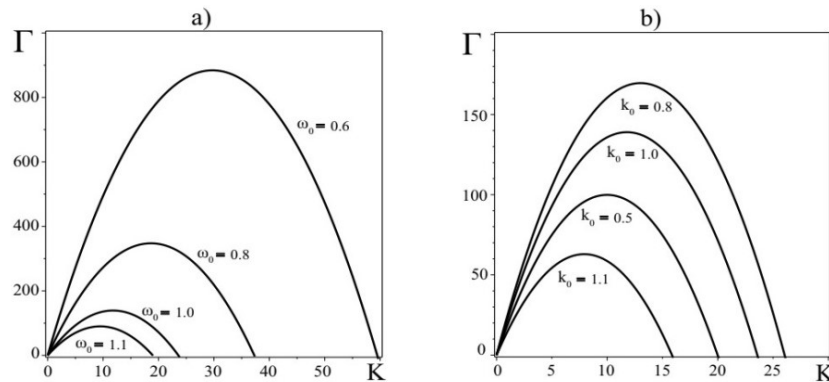 a)
Γ
800
600
400
200
0
ω₀ = 0.6
ω₀ = 0.8
ω₀ = 1.0
ω₀ = 1.1
0 10 20 30 40 50 K
b)
Γ
150
100
50
0
k₀ = 0.8
k₀ = 1.0
k₀ = 0.5
k₀ = 1.1
0 5 10 15 20 25 K